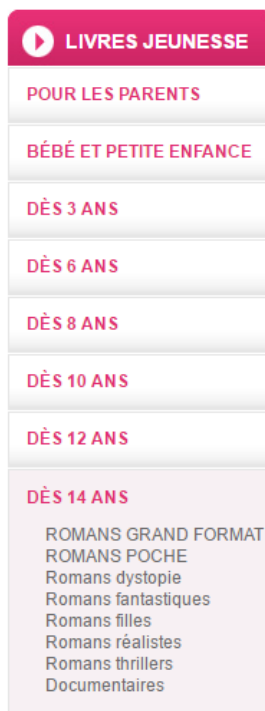 LIVRES JEUNESSE
POUR LES PARENTS
BÉBÉ ET PETITE ENFANCE
DÈS 3 ANS
DÈS 6 ANS
DÈS 8 ANS
DÈS 10 ANS
DÈS 12 ANS
DÈS 14 ANS
ROMANS GRAND FORMAT
ROMANS POCHE
Romans dystopie
Romans fantastiques
Romans filles
Romans réalistes
Romans thrillers
Documentaires